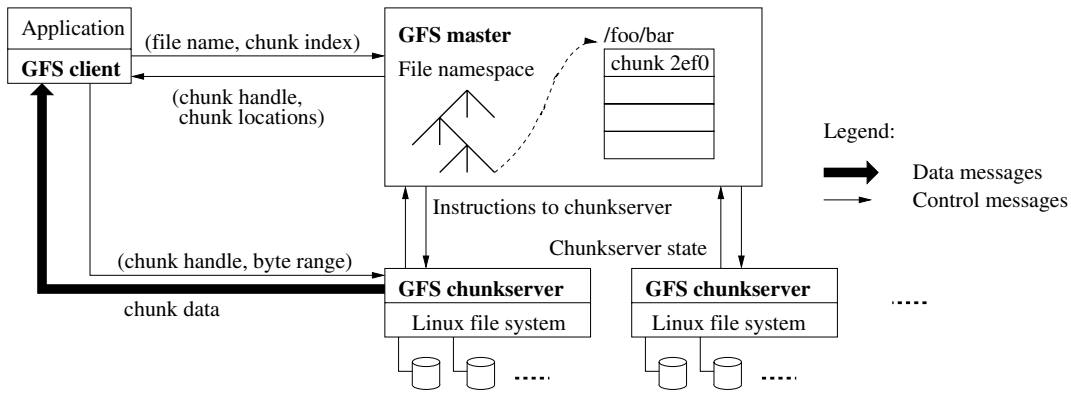 Application
GFS client
(file name, chunk index)
(chunk handle,
chunk locations)
GFS master
File namespace
/foo/bar
chunk 2ef0
Legend:
Data messages
Control messages
Instructions to chunkserver
Chunkserver state
(chunk handle, byte range)
chunk data
GFS chunkserver
Linux file system
GFS chunkserver
Linux file system